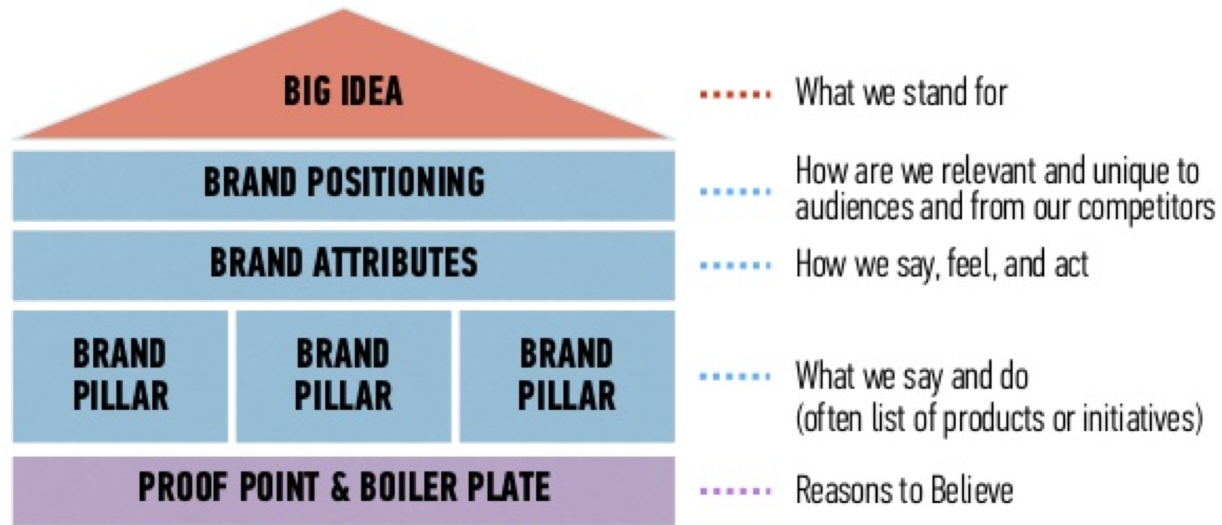 BIG IDEA
What we stand for
BRAND POSITIONING
How are we relevant and unique to
audiences and from our competitors
BRAND ATTRIBUTES
How we say, feel, and act
BRAND
PILLAR
BRAND
PILLAR
BRAND
PILLAR
What we say and do
(often list of products or initiatives)
PROOF POINT & BOILER PLATE
Reasons to Believe